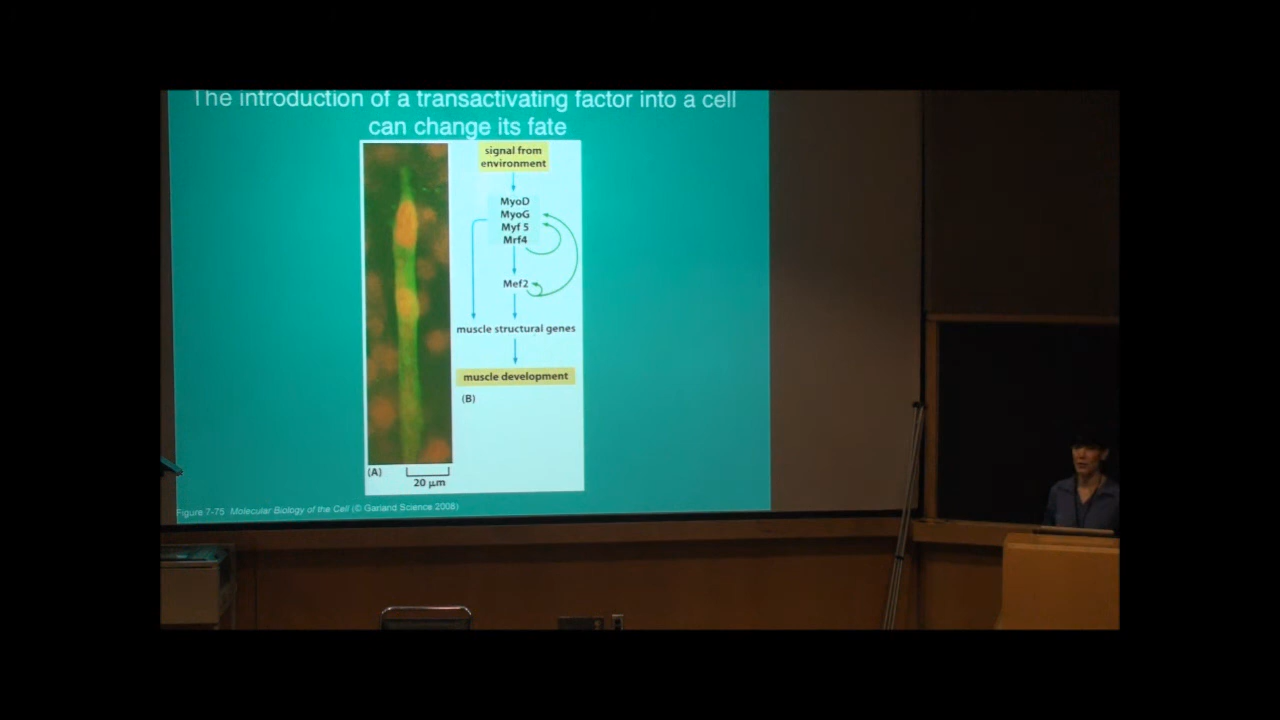 The introduction of a transactivating factor into a cell
can change its fate
signal from
environment
MyoD
MyoG
Myf 5
Mrf4
Mef2
muscle structural genes
muscle development
(B)
(A)
20 µm
Figure 7-75 Molecular Biology of the Cell (© Garland Science 2008)